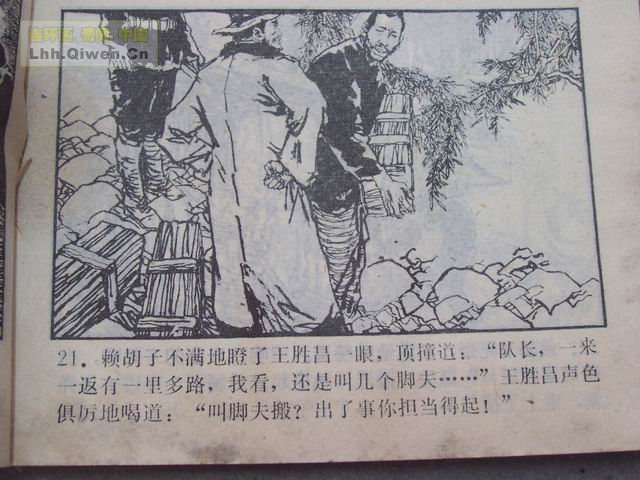 连环画 粤顺 中国
Lhh.Qiwen.Cn
21．赖胡子不满地瞪了王胜昌一眼，顶撞道：“队长，一来
一返有一里多路，我看，还是叫几个脚夫……”王胜昌声色
俱厉地喝道：“叫脚夫搬？出了事你担当得起！”